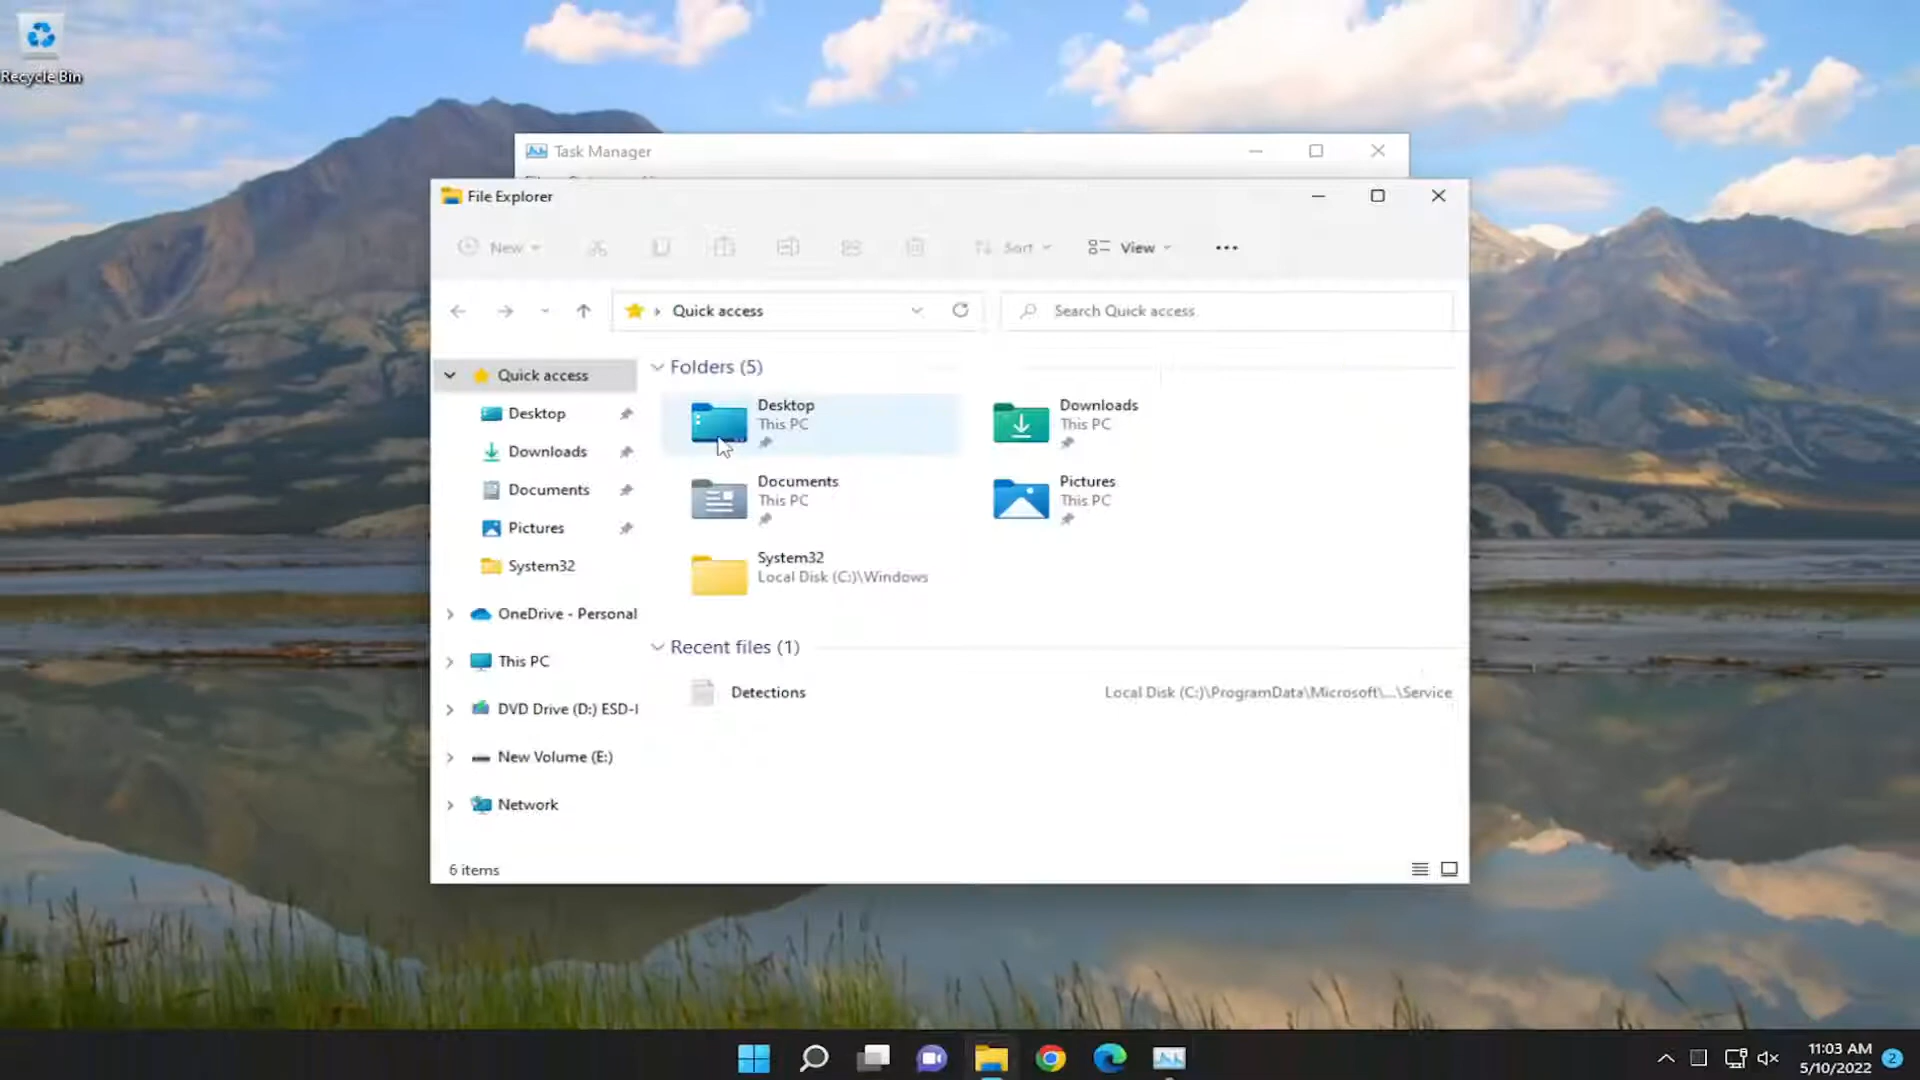 Recycle Bin
Task Manager
File Explorer
New
Sort
View
Quick access
Search Quick access
Quick access
Desktop
Downloads
Documents
Pictures
System32
OneDrive - Personal
This PC
DVD Drive (D:) ESD-I
New Volume (E:)
Network
Folders (5)
Desktop
This PC
Downloads
This PC
Documents
This PC
Pictures
This PC
System32
Local Disk (C:)\Windows
Recent files (1)
Detections
Local Disk (C:)\ProgramData\Microsoft\...\Service
6 items
11:03 AM
5/10/2022
2